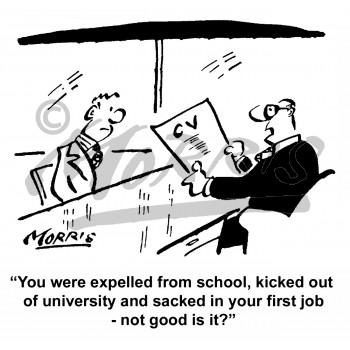 CV
© MORRIS
MORRIS
“You were expelled from school, kicked out
of university and sacked in your first job
- not good is it?”